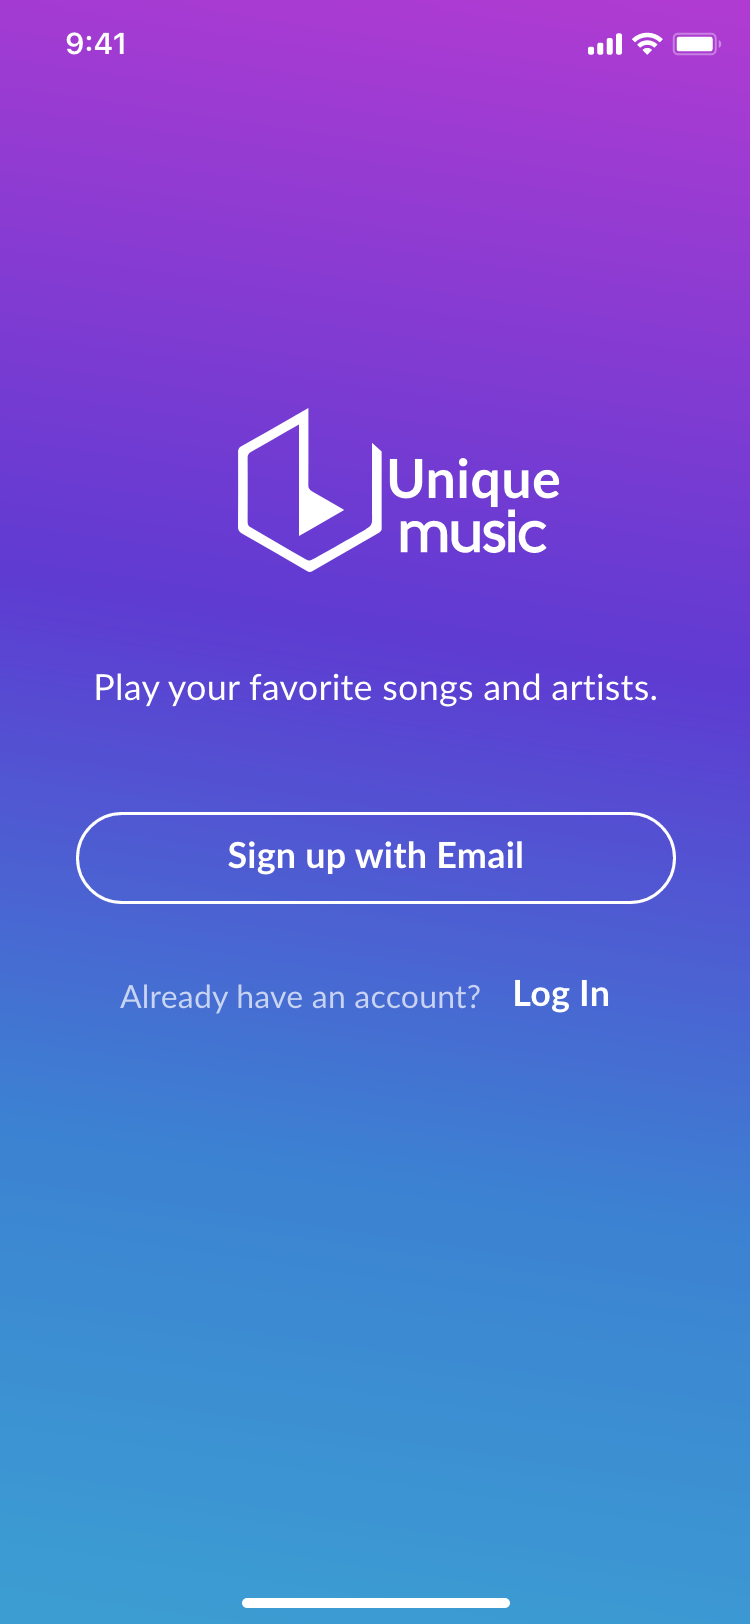 9:41
Unique
music
Play your favorite songs and artists.
Sign up with Email
Already have an account? Log In